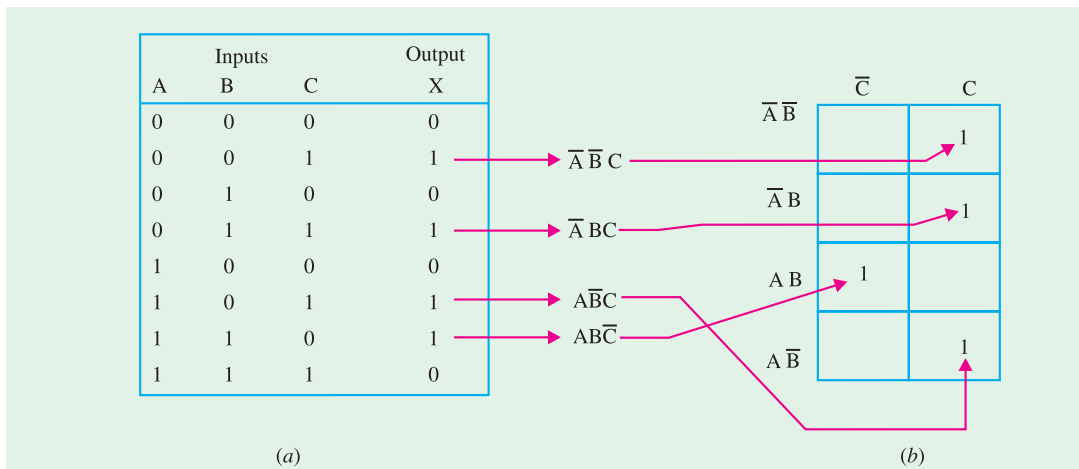 Inputs Output
A B C X
0 0 0 0
0 0 1 1
0 1 0 0
0 1 1 1
1 0 0 0
1 0 1 1
1 1 0 1
1 1 1 0
(a)
A̅ B̅ C
A̅ BC
AB̅C
ABC̅
C̅ C
A̅ B̅ 1
A̅ B 1
A B 1
A B̅ 1
(b)